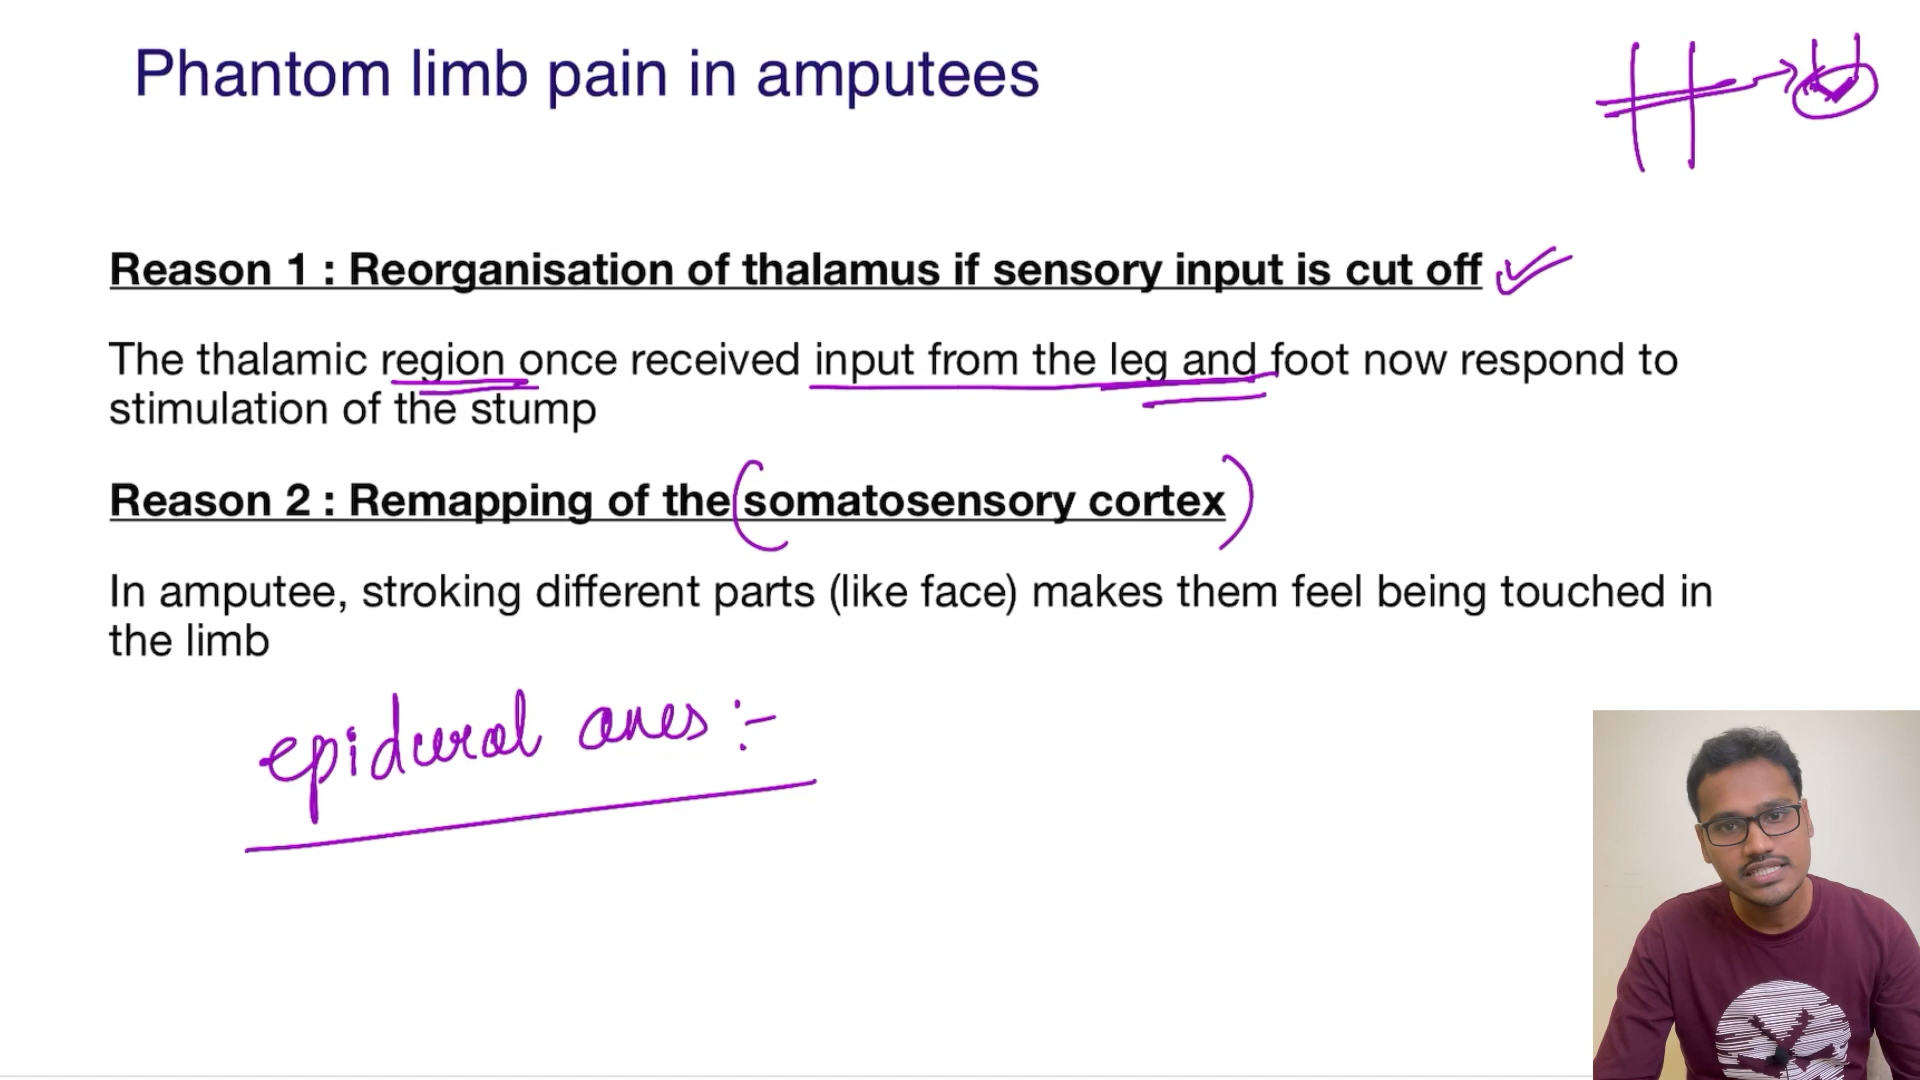 Phantom limb pain in amputees
Reason 1 : Reorganisation of thalamus if sensory input is cut off
The thalamic region once received input from the leg and foot now respond to
stimulation of the stump
Reason 2 : Remapping of the somatosensory cortex
In amputee, stroking different parts (like face) makes them feel being touched in
the limb
epidural anes :-